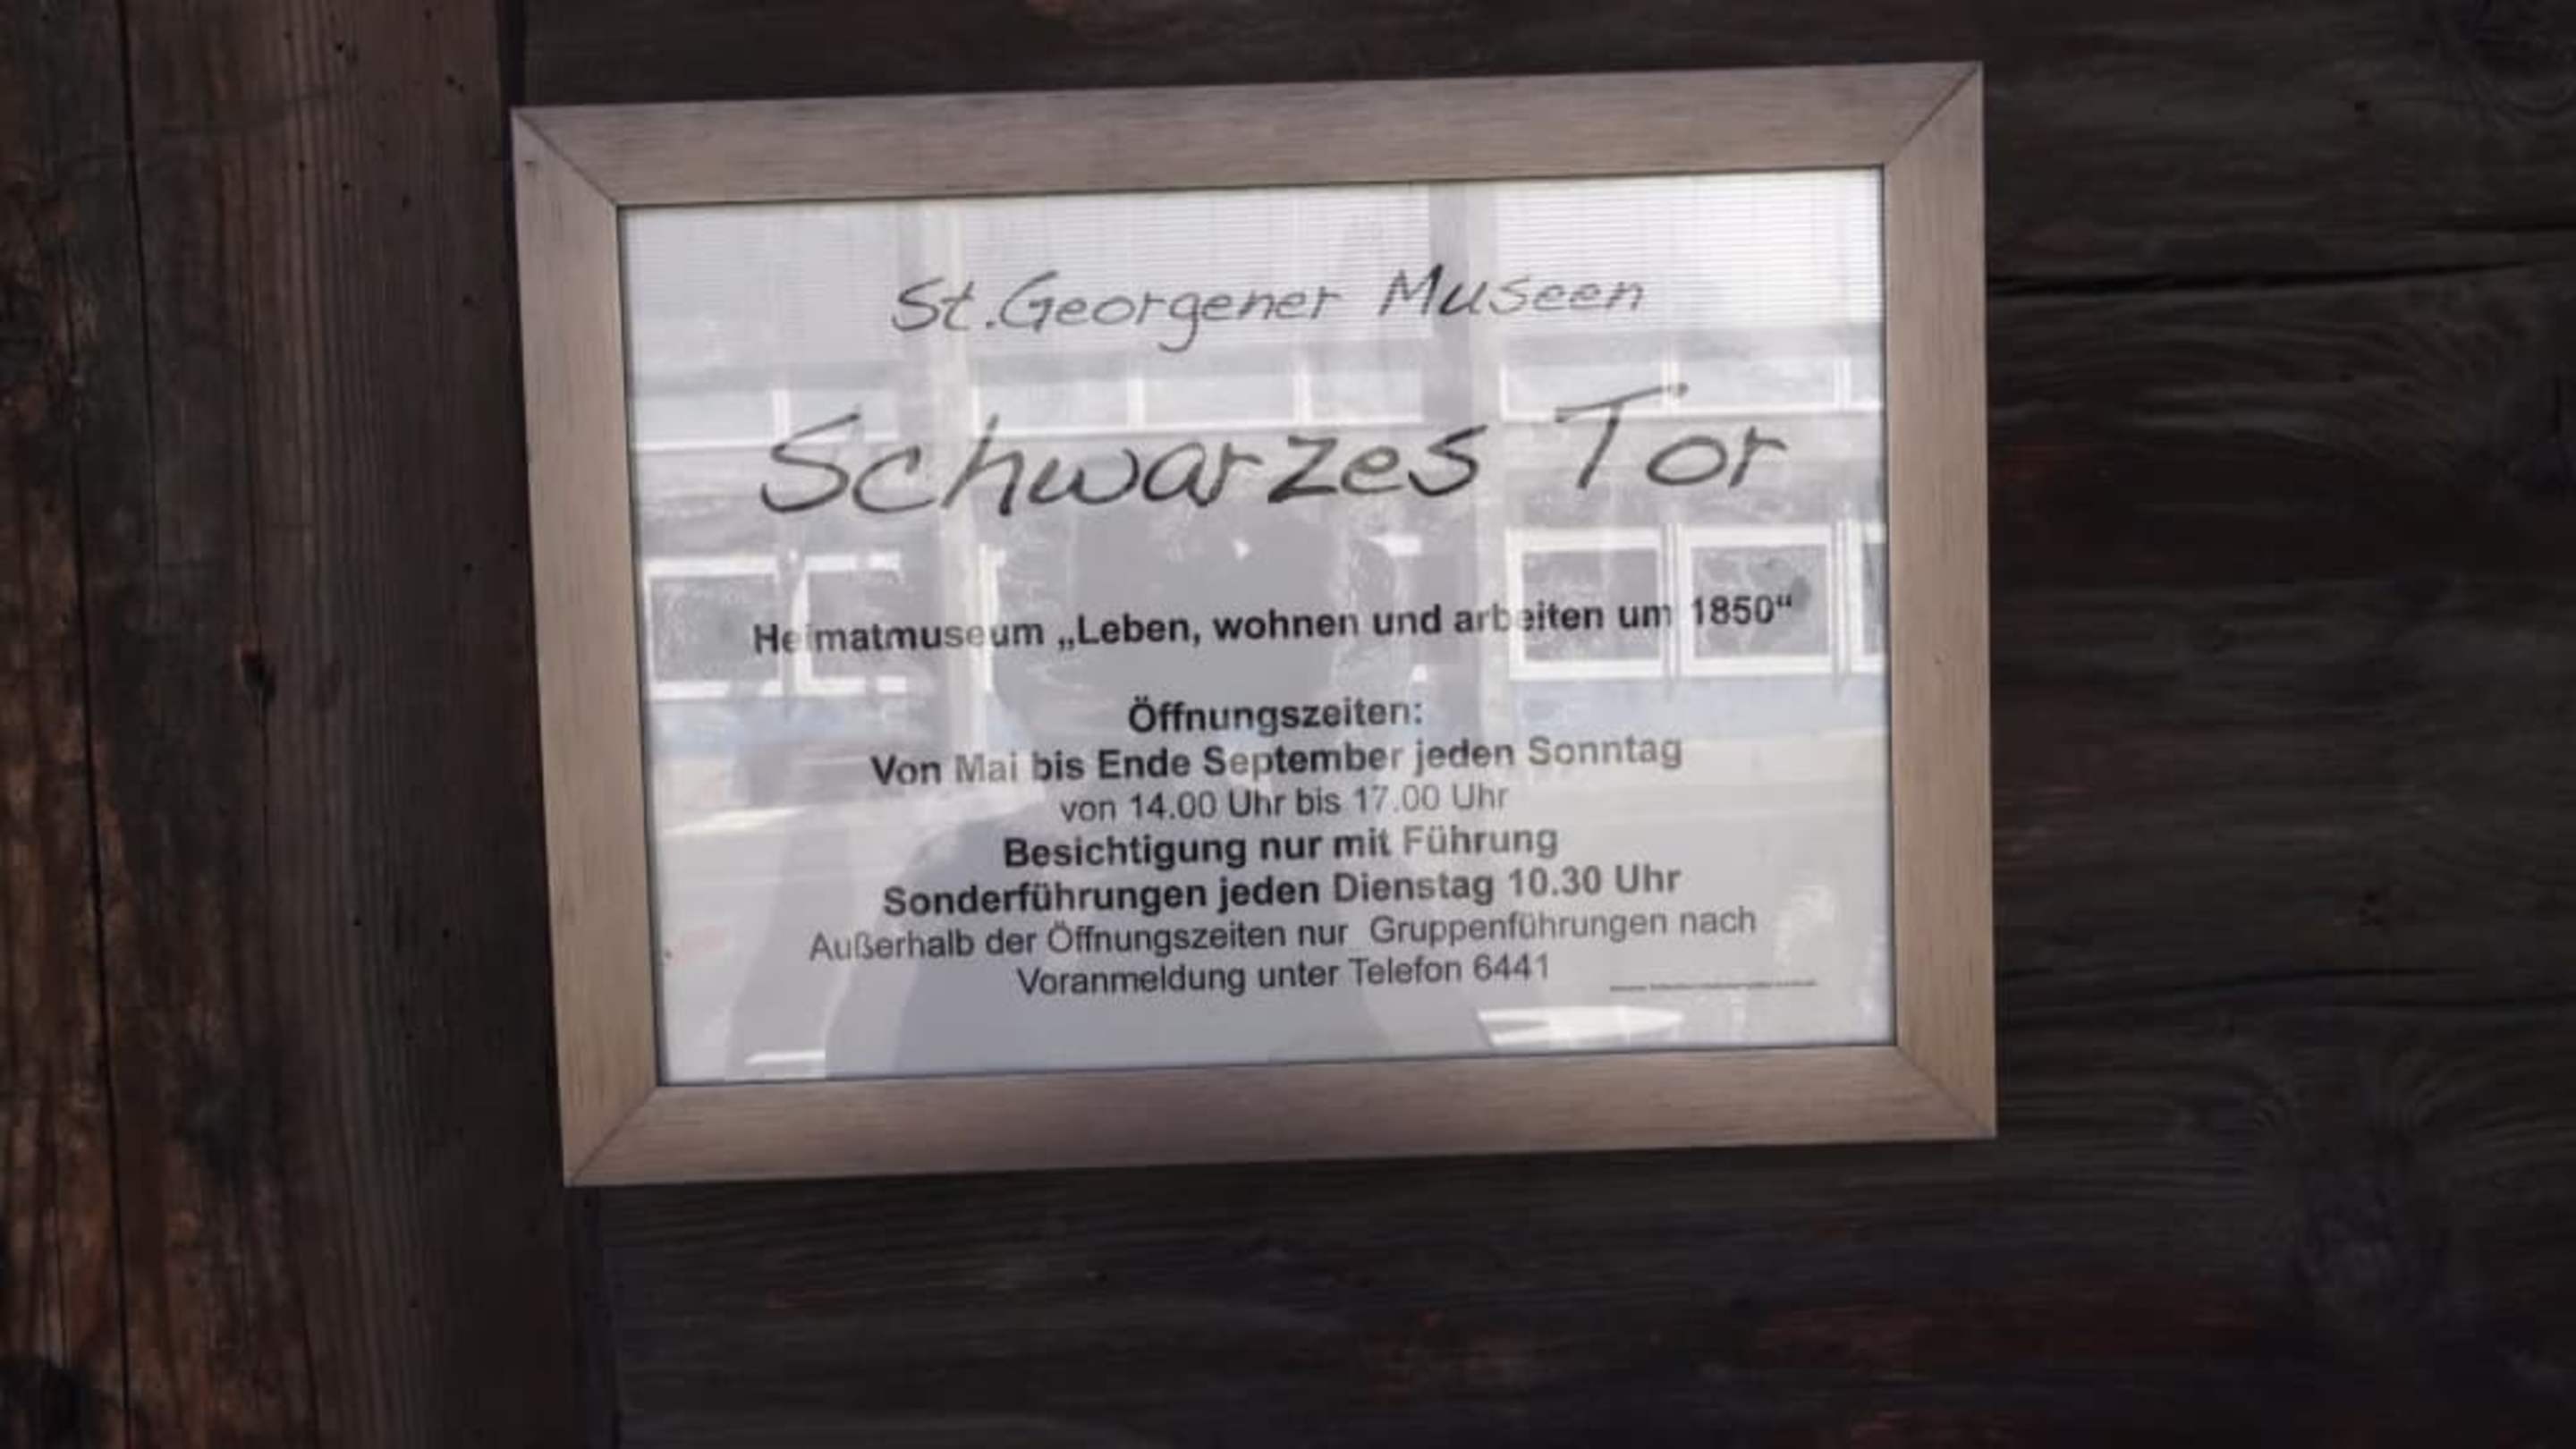 St. Georgener Museen
Schwarzes Tor
Heimatmuseum „Leben, wohnen und arbeiten um 1850“
Öffnungszeiten:
Von Mai bis Ende September jeden Sonntag
von 14.00 Uhr bis 17.00 Uhr
Besichtigung nur mit Führung
Sonderführungen jeden Dienstag 10.30 Uhr
Außerhalb der Öffnungszeiten nur Gruppenführungen nach
Voranmeldung unter Telefon 6441